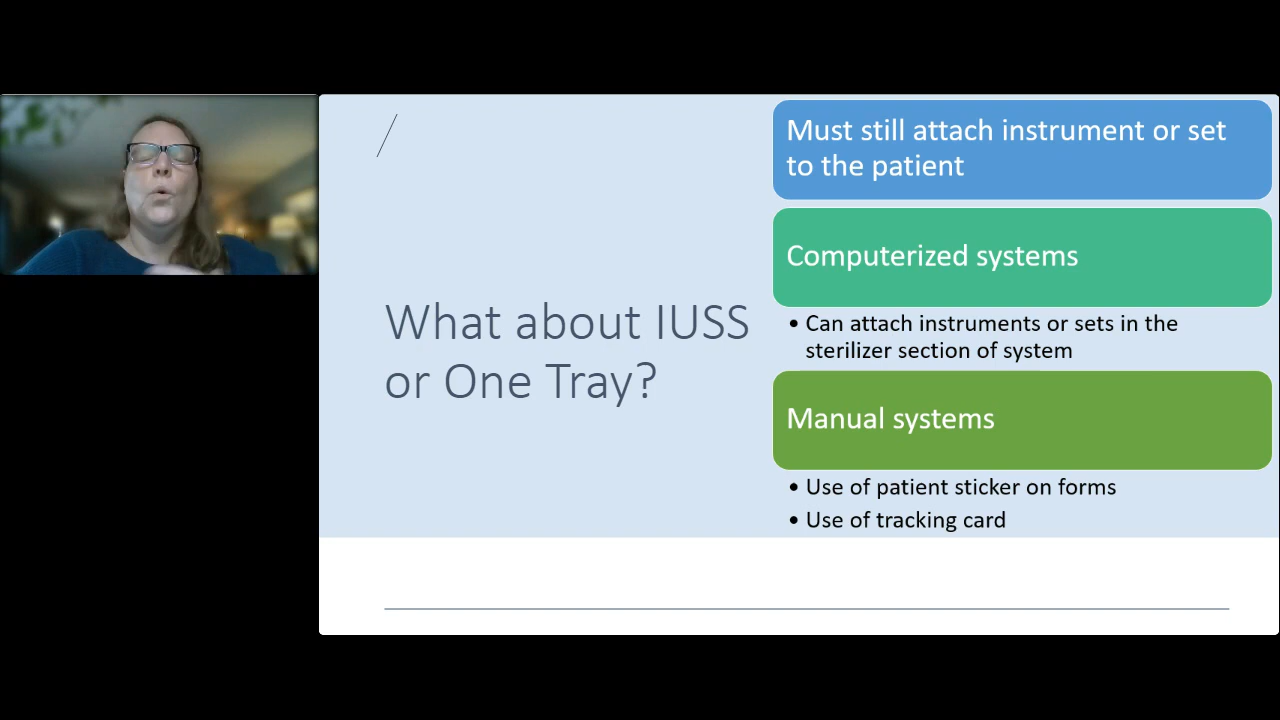 What about IUSS
or One Tray?
Must still attach instrument or set
to the patient
Computerized systems
• Can attach instruments or sets in the
sterilizer section of system
Manual systems
• Use of patient sticker on forms
• Use of tracking card